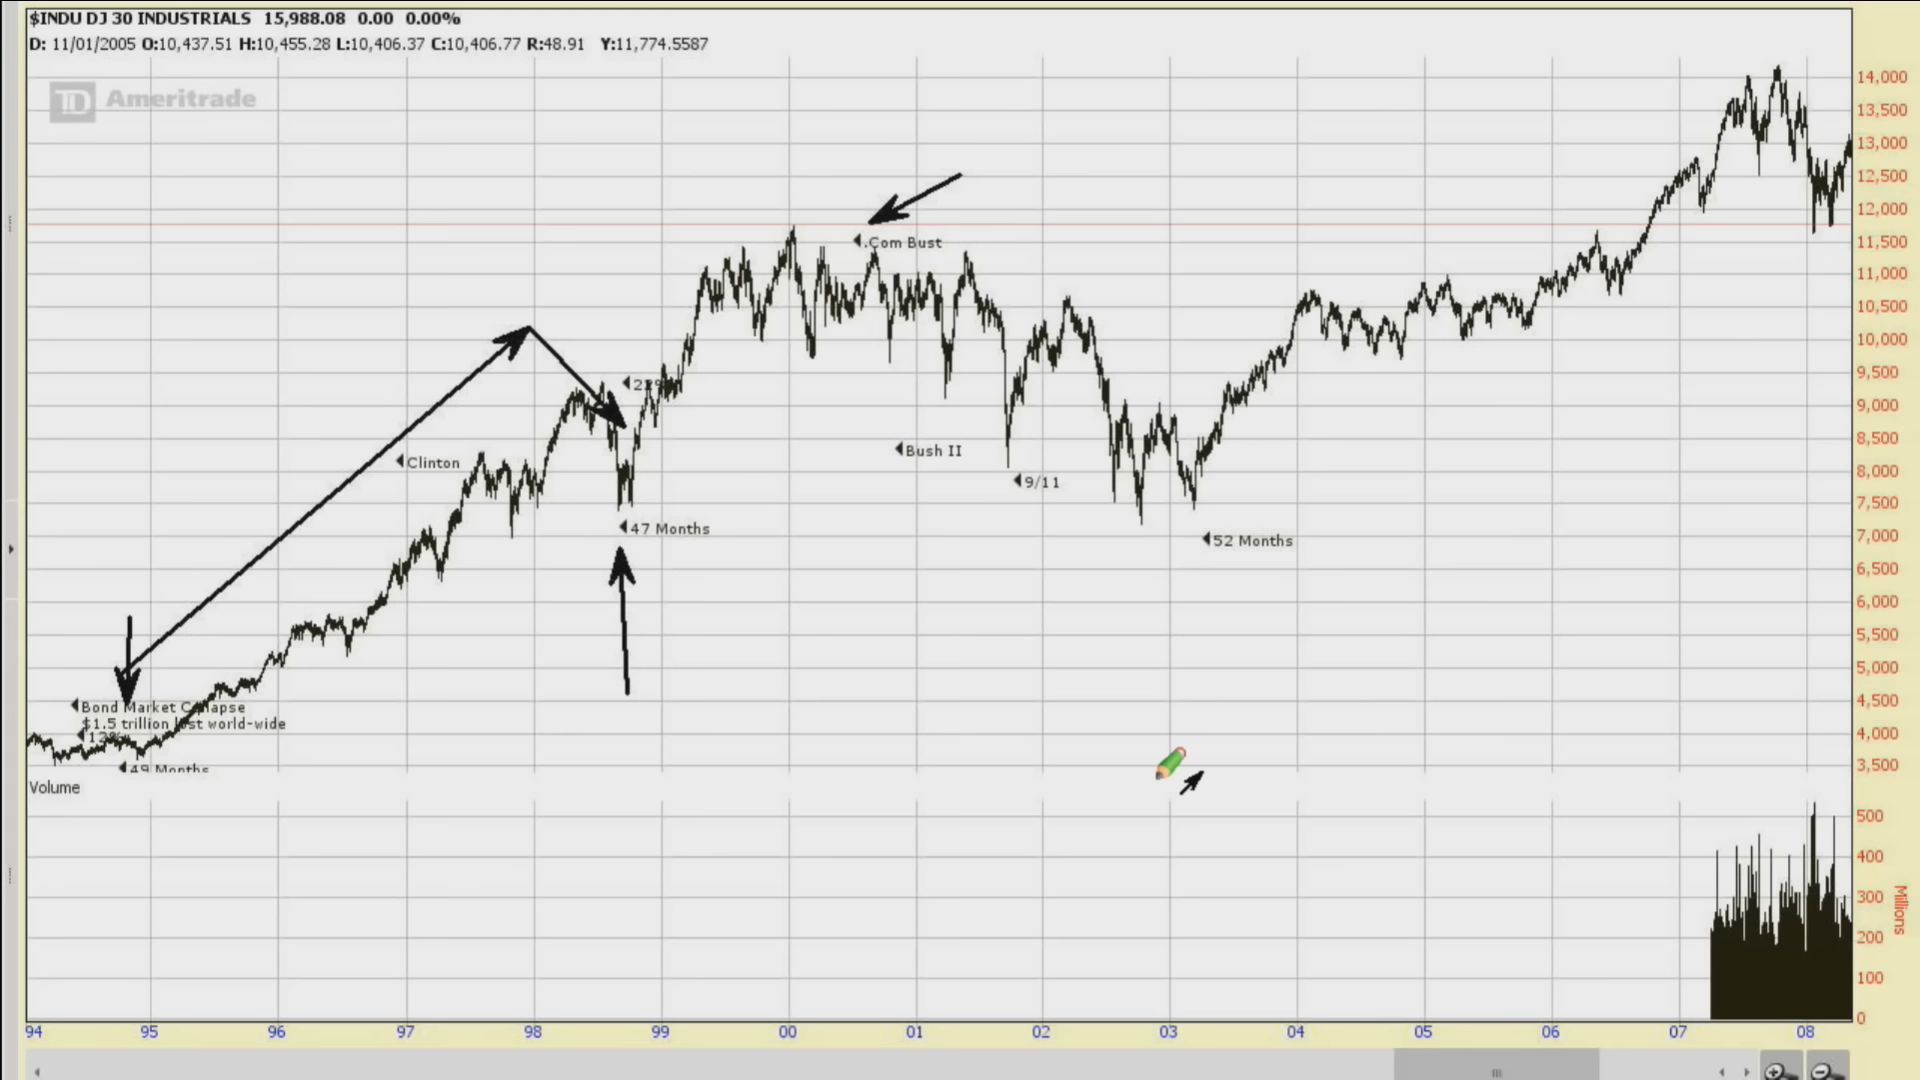 $INDU DJ 30 INDUSTRIALS 15,988.08 0.00 0.00%
D: 11/01/2005 O:10,437.51 H:10,455.28 L:10,406.37 C:10,406.77 R:48.91 Y:11,774.5587
TD Ameritrade
14,000
13,500
13,000
12,500
12,000
11,500
11,000
10,500
10,000
9,500
9,000
8,500
8,000
7,500
7,000
6,500
6,000
5,500
5,000
4,500
4,000
3,500
.Com Bust
Clinton
Bush II
9/11
47 Months
52 Months
Bond Market
$1.5 trillion lost world-wide
12%
49 Months
Volume
500
400
300
200
100
0
Millions
94 95 96 97 98 99 00 01 02 03 04 05 06 07 08